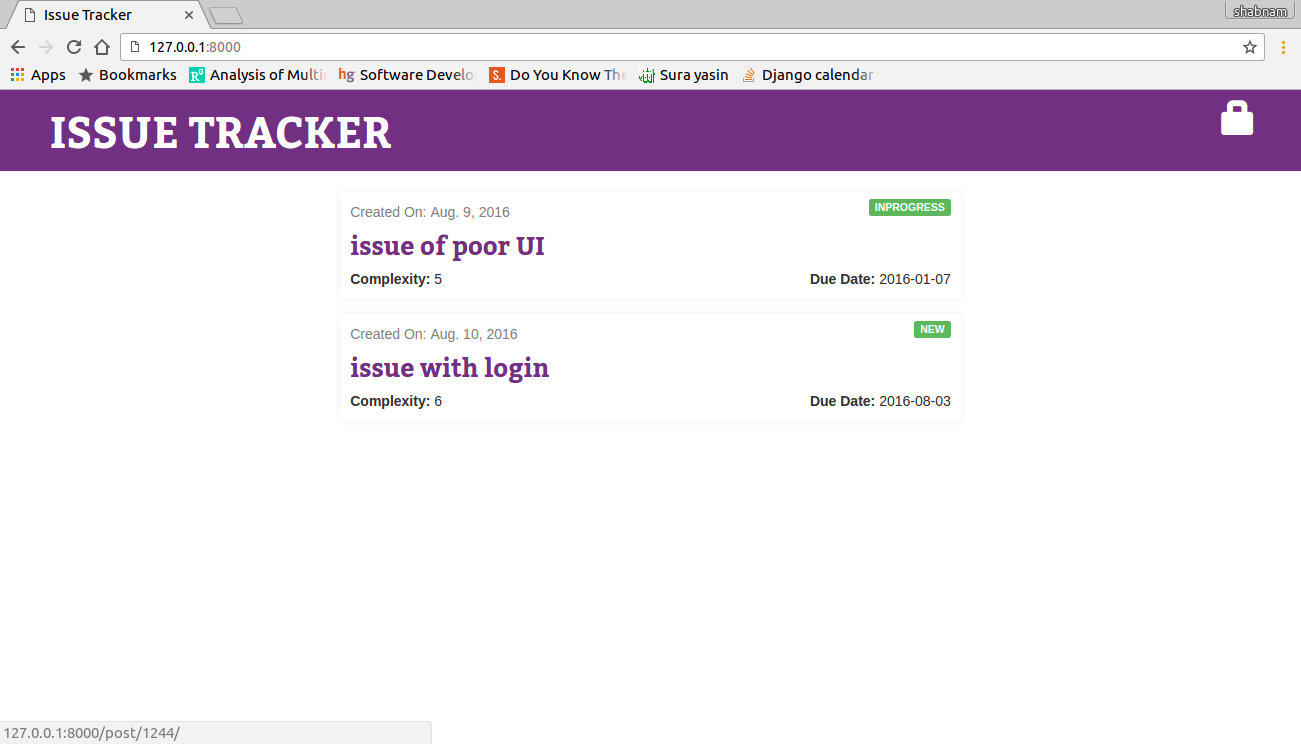 Issue Tracker
shabnam
127.0.0.1:8000
Apps Bookmarks Analysis of Multi Software Develo Do You Know The Sura yasin Django calendar
ISSUE TRACKER
Created On: Aug. 9, 2016 INPROGRESS
issue of poor UI
Complexity: 5 Due Date: 2016-01-07
Created On: Aug. 10, 2016 NEW
issue with login
Complexity: 6 Due Date: 2016-08-03
127.0.0.1:8000/post/1244/